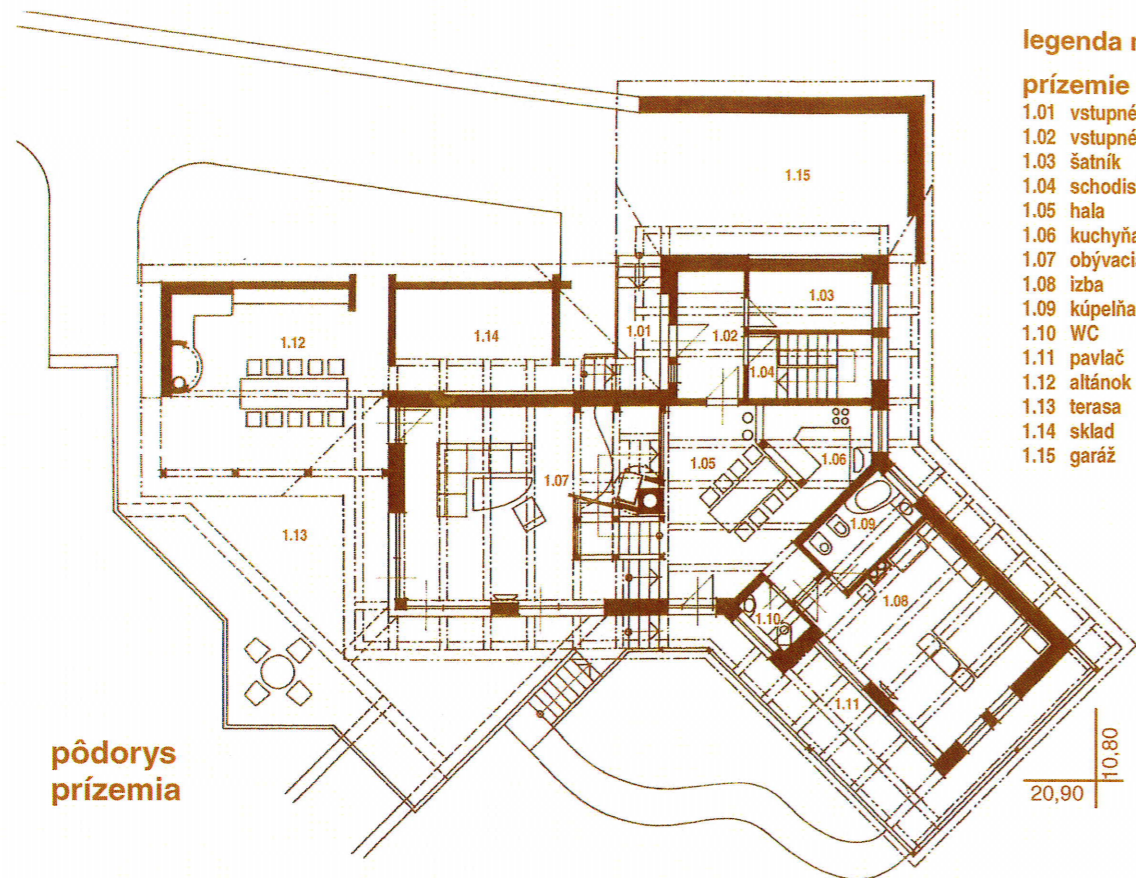 legenda
prízemie
1.01 vstupné
1.02 vstupné
1.03 šatník
1.04
1.05 hala
1.06 kuchyňa
1.07
1.08 izba
1.09 kúpelňa
1.10 WC
1.11 pavlač
1.12 altánok
1.13 terasa
1.14 sklad
1.15 garáž
1.15
1.03
1.01
1.02
1.12
1.14
1.04
1.05
1.06
1.07
1.09
1.13
1.08
1.10
1.11
pôdorys
prízemia
10,80
20,90